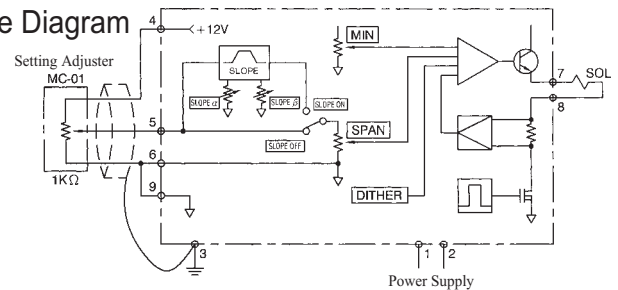 e Diagram
Setting Adjuster
MC-01
1KΩ
4
+12V
SLOPE
SLOPE α
SLOPE β
SLOPE ON
SLOPE OFF
5
6
9
3
MIN
SPAN
DITHER
7
SOL
8
1
2
Power Supply